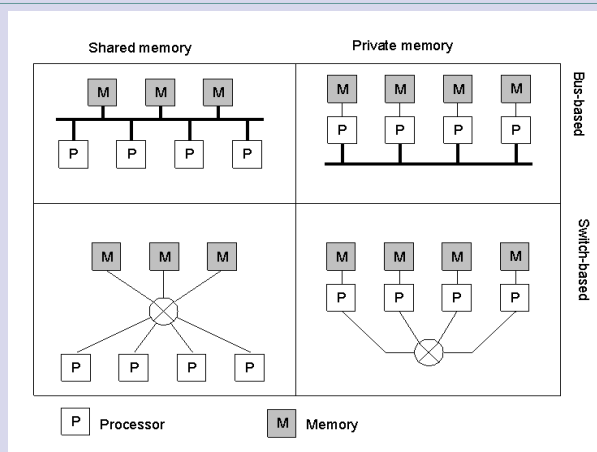 Shared memory
Private memory
M M M
P P P P
M M M M
P P P P
Bus-based
M M M
P P P P
M M M M
P P P P
Switch-based
P Processor
M Memory